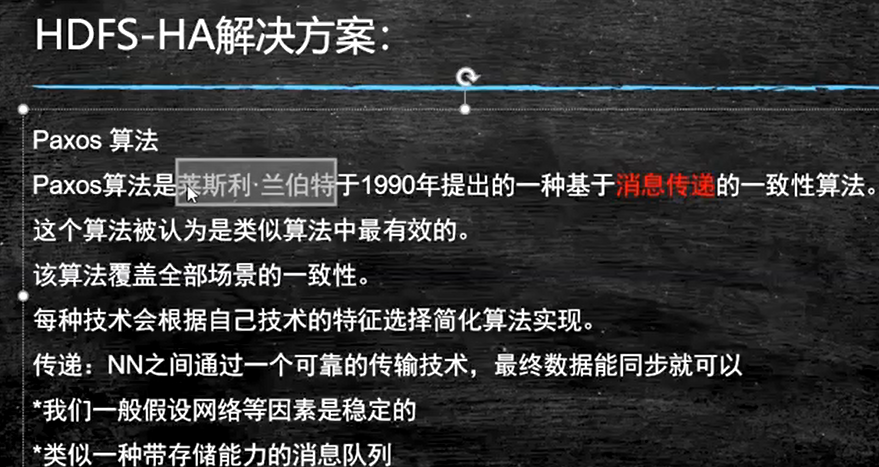 HDFS-HA解决方案：
Paxos 算法
Paxos算法是莱斯利·兰伯特于1990年提出的一种基于消息传递的一致性算法。
这个算法被认为是类似算法中最有效的。
该算法覆盖全部场景的一致性。
每种技术会根据自己技术的特征选择简化算法实现。
传递：NN之间通过一个可靠的传输技术，最终数据能同步就可以
*我们一般假设网络等因素是稳定的
*类似一种带存储能力的消息队列